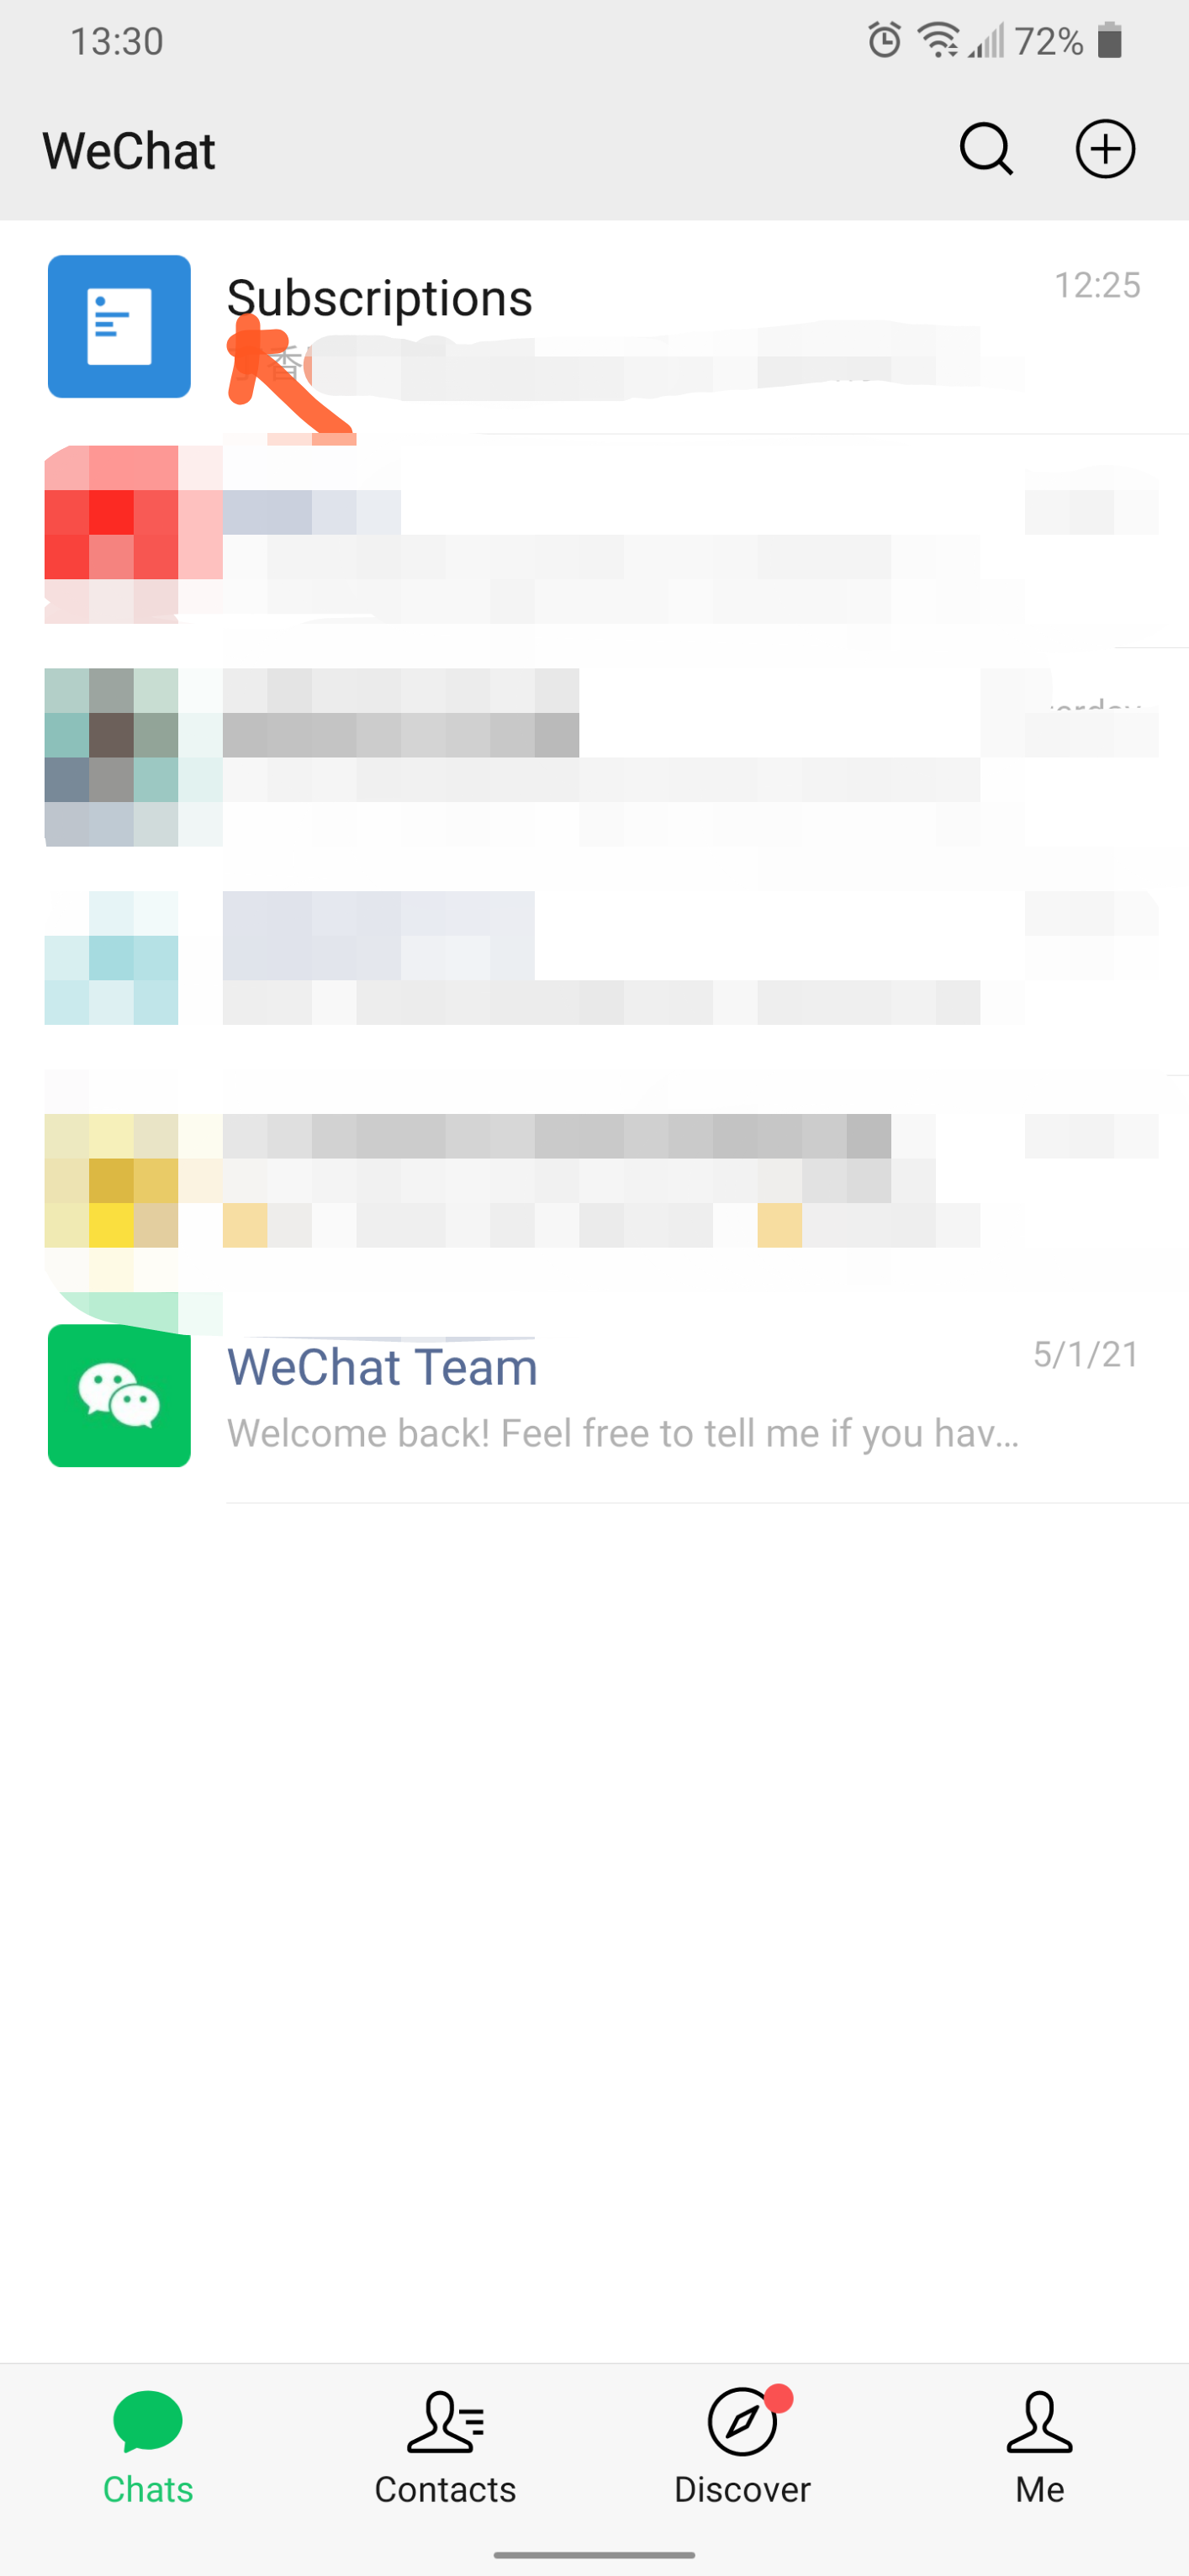 13:30
72%
WeChat
Subscriptions
12:25
香
WeChat Team
5/1/21
Welcome back! Feel free to tell me if you hav...
Chats
Contacts
Discover
Me